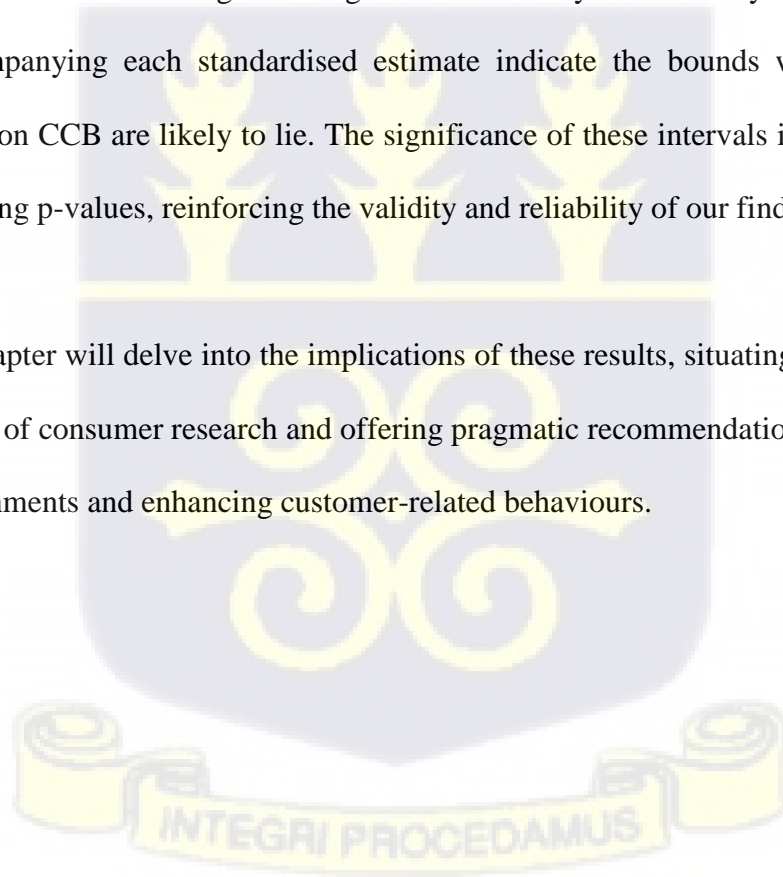 mpanying each standardised estimate indicate the bounds
on CCB are likely to lie. The significance of these intervals
ng p-values, reinforcing the validity and reliability of our find
apter will delve into the implications of these results, situating
of consumer research and offering pragmatic recommendatio
nments and enhancing customer-related behaviours.
INTEGRI PROCEDAMUS